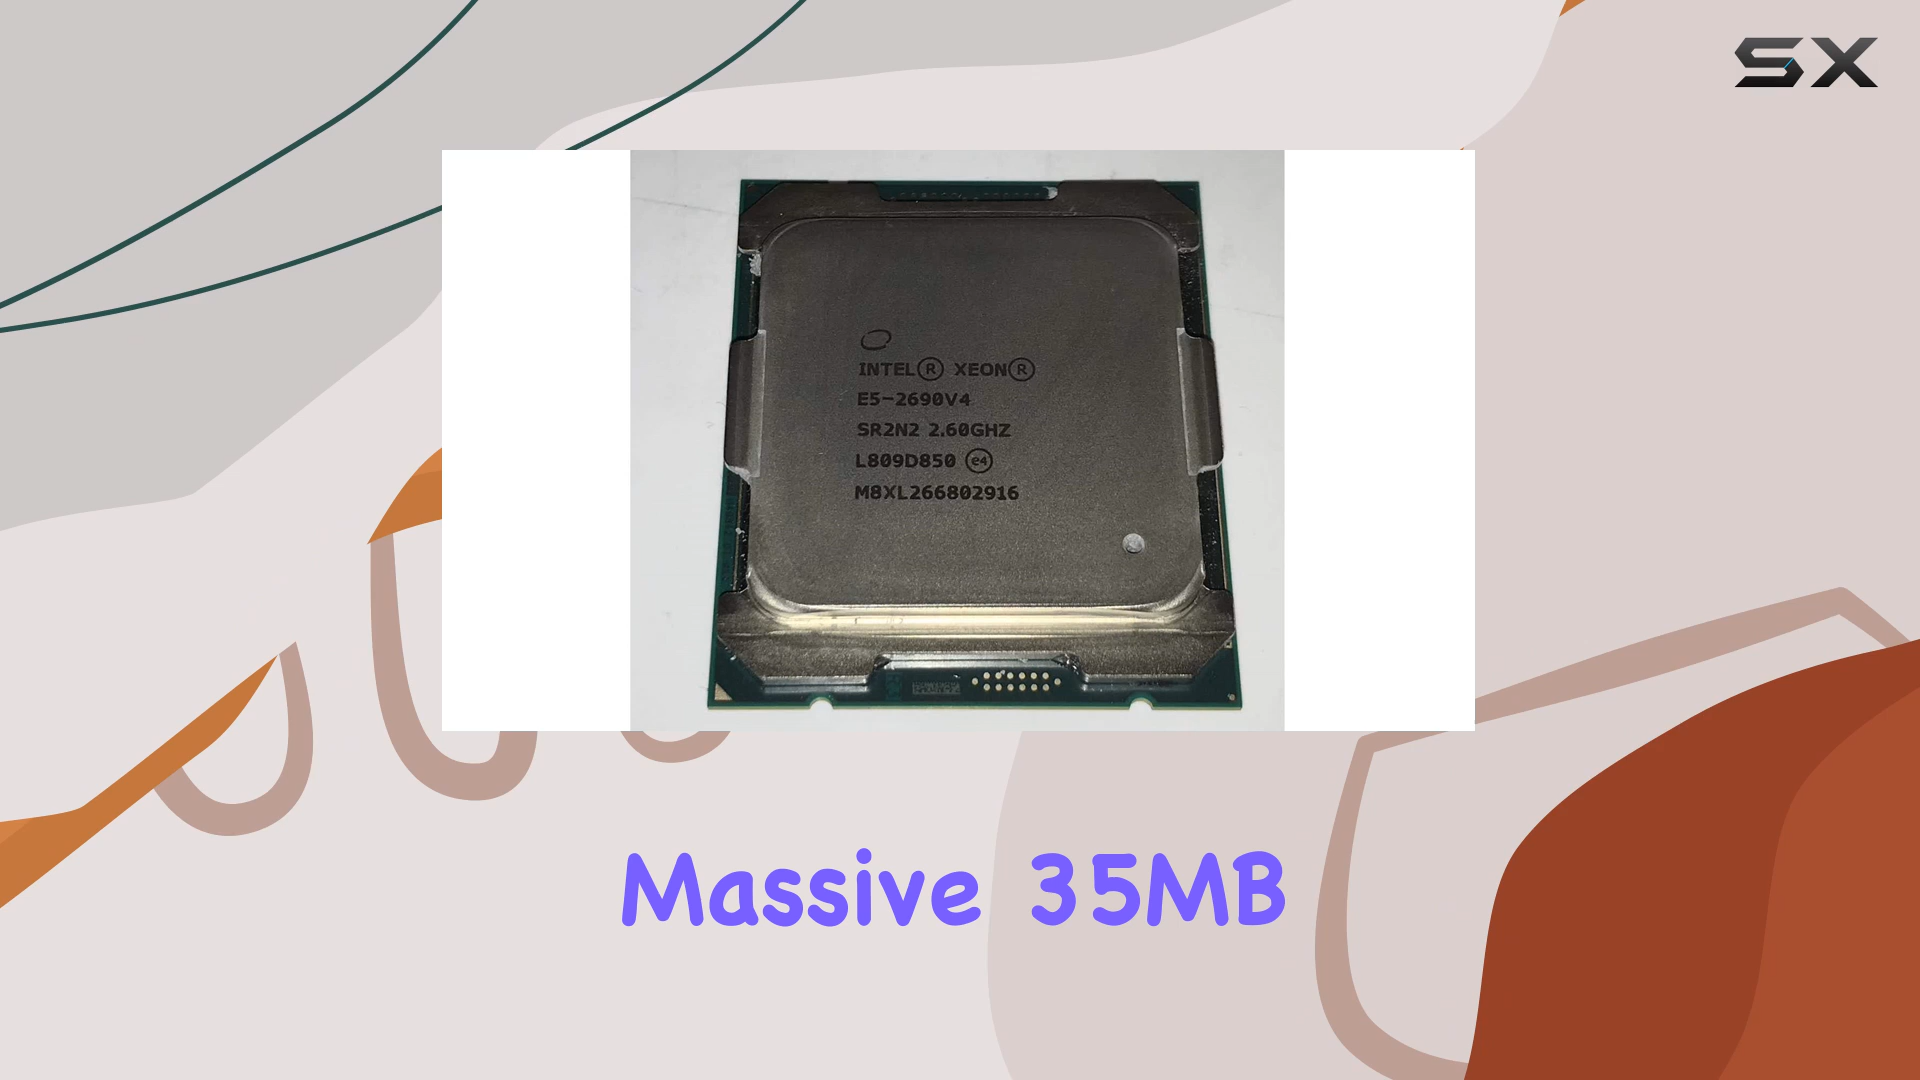 SX
INTEL® XEON®
E5-2690V4
SR2N2 2.60GHZ
L809D850 e4
M8XL266802916
Massive 35MB